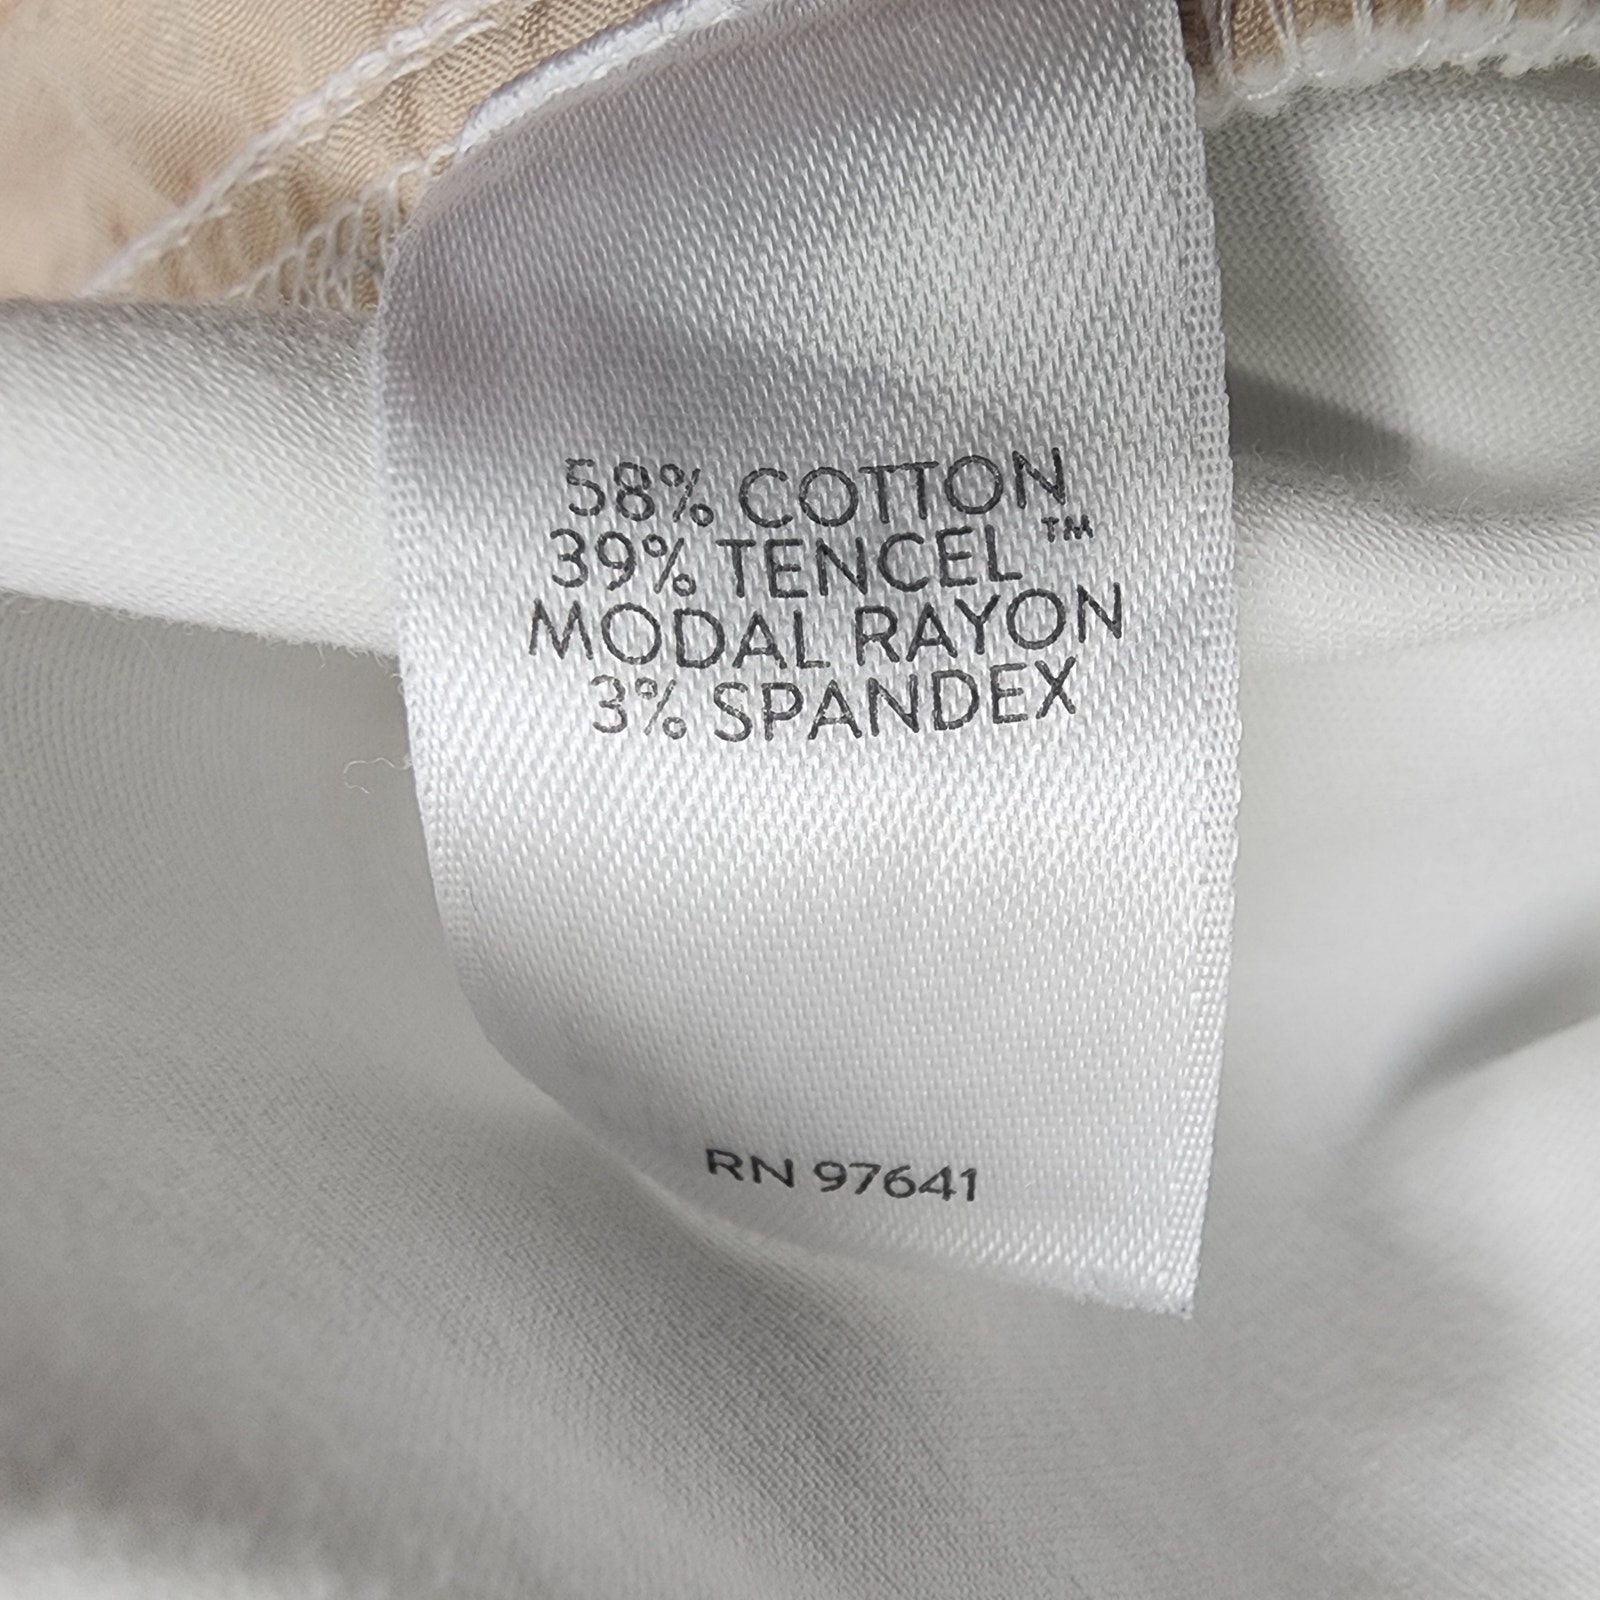 58% COTTON
39% TENCEL™
MODAL RAYON
3% SPANDEX
RN 97641